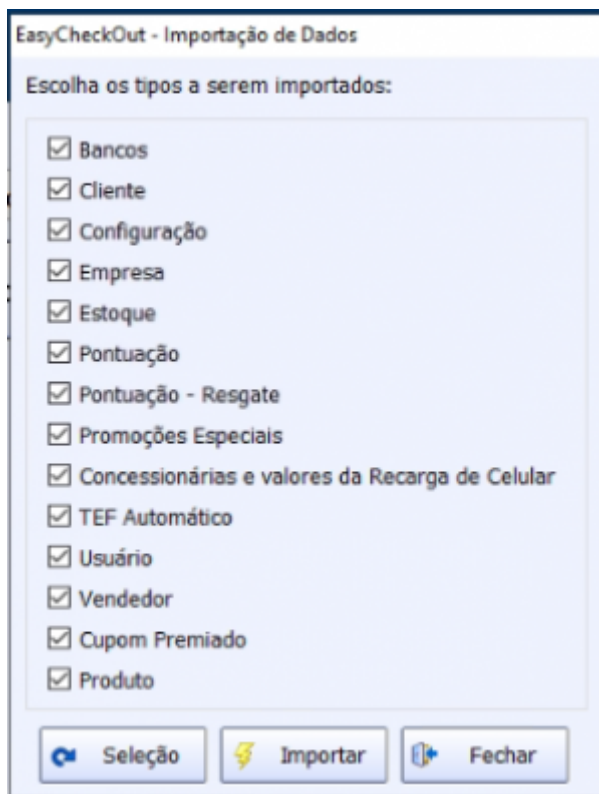 EasyCheckOut - Importação de Dados
Escolha os tipos a serem importados:
Bancos
Cliente
Configuração
Empresa
Estoque
Pontuação
Pontuação - Resgate
Promoções Especiais
Concessionárias e valores da Recarga de Celular
TEF Automático
Usuário
Vendedor
Cupom Premiado
Produto
Seleção Importar Fechar